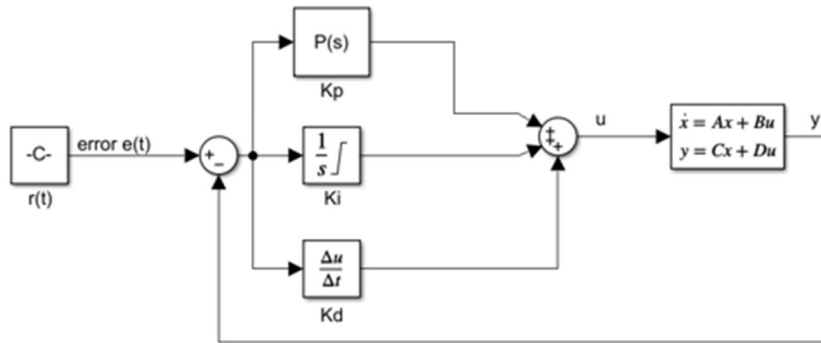 P(s)
Kp
-C-
r(t)
error e(t)
+
−
1
s
∫
Ki
Δu
Δt
Kd
+
+
+
u
ẋ = Ax + Bu
y = Cx + Du
y